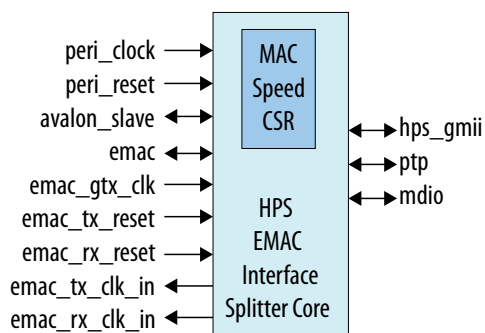 peri_clock
peri_reset
avalon_slave
emac
emac_gtx_clk
emac_tx_reset
emac_rx_reset
emac_tx_clk_in
emac_rx_clk_in
MAC
Speed
CSR
HPS
EMAC
Interface
Splitter Core
hps_gmii
ptp
mdio